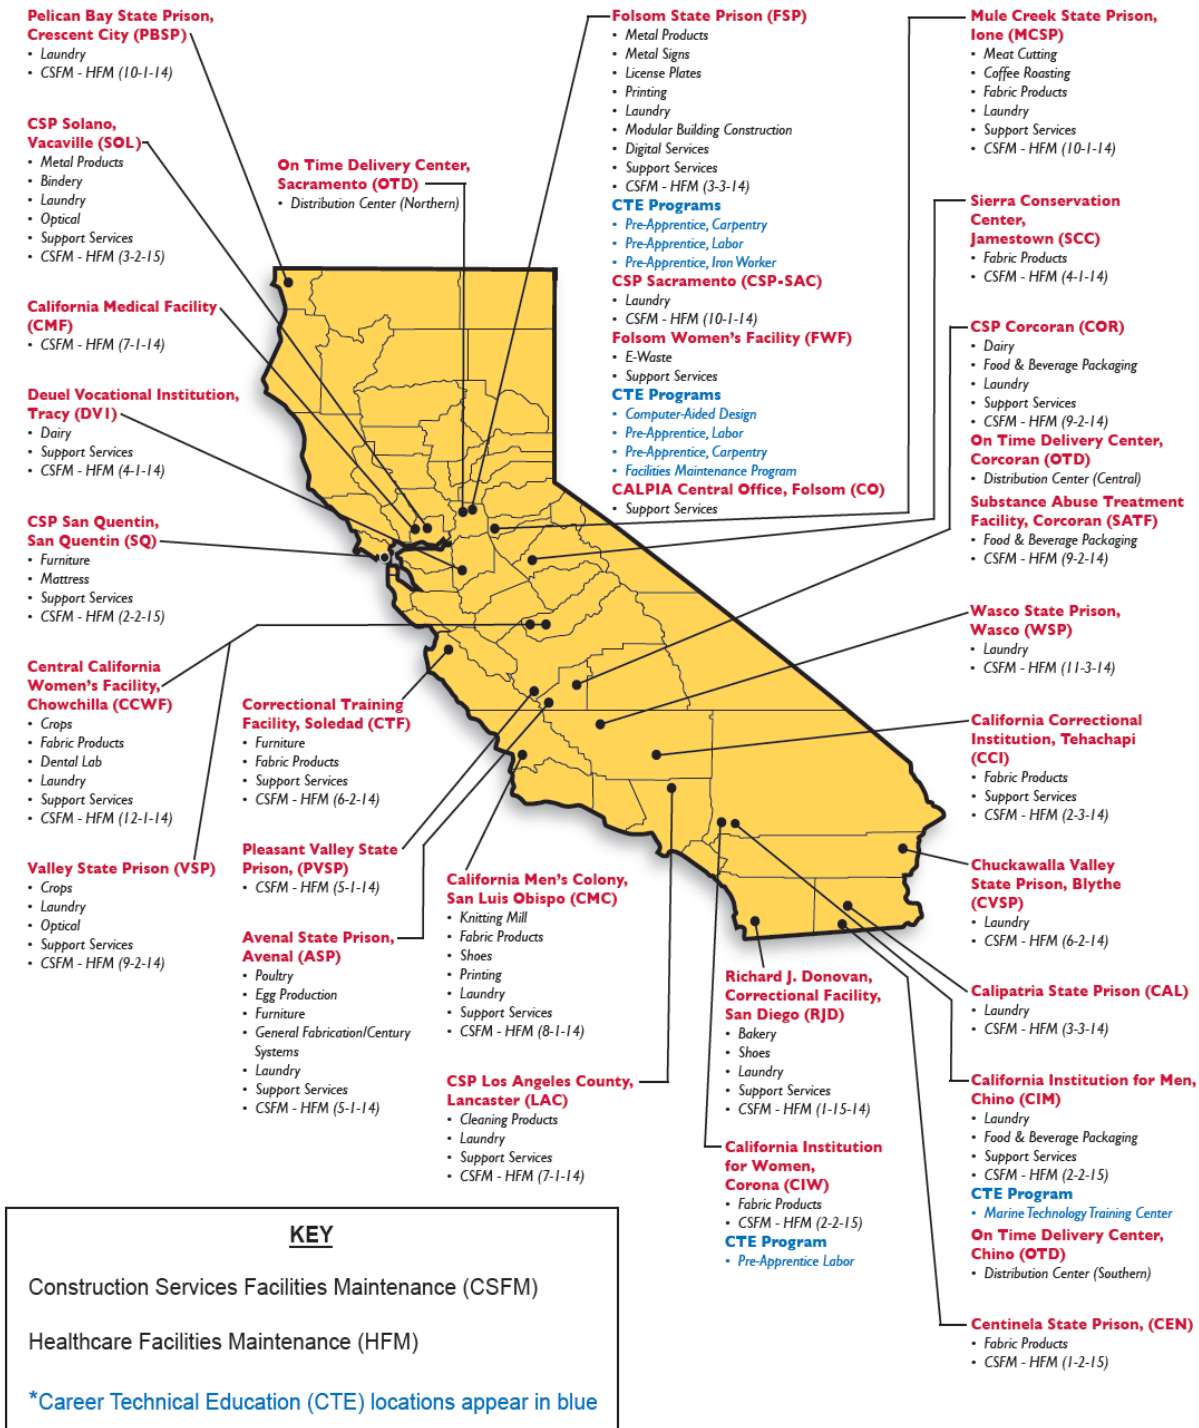 Pelican Bay State Prison,
Crescent City (PBSP)
• Laundry
• CSFM - HFM (10-1-14)
CSP Solano,
Vacaville (SOL)
• Metal Products
• Bindery
• Laundry
• Optical
• Support Services
• CSFM - HFM (3-2-15)
California Medical Facility
(CMF)
• CSFM - HFM (7-1-14)
Deuel Vocational Institution,
Tracy (DV1)
• Dairy
• Support Services
• CSFM - HFM (4-1-14)
CSP San Quentin,
San Quentin (SQ)
• Furniture
• Mattress
• Support Services
• CSFM - HFM (2-2-15)
Central California
Women's Facility,
Chowchilla (CCWF)
• Crops
• Fabric Products
• Dental Lab
• Laundry
• Support Services
• CSFM - HFM (12-1-14)
Valley State Prison (VSP)
• Crops
• Laundry
• Optical
• Support Services
• CSFM - HFM (9-2-14)
On Time Delivery Center,
Sacramento (OTD)
• Distribution Center (Northern)
Correctional Training
Facility, Soledad (CTF)
• Furniture
• Fabric Products
• Support Services
• CSFM - HFM (6-2-14)
Pleasant Valley State
Prison, (PVSP)
• CSFM - HFM (5-1-14)
Avenal State Prison,
Avenal (ASP)
• Poultry
• Egg Production
• Furniture
• General Fabrication/Century
Systems
• Laundry
• Support Services
• CSFM - HFM (5-1-14)
California Men's Colony,
San Luis Obispo (CMC)
• Knitting Mill
• Fabric Products
• Shoes
• Printing
• Laundry
• Support Services
• CSFM - HFM (8-1-14)
CSP Los Angeles County,
Lancaster (LAC)
• Cleaning Products
• Laundry
• Support Services
• CSFM - HFM (7-1-14)
Folsom State Prison (FSP)
• Metal Products
• Metal Signs
• License Plates
• Printing
• Laundry
• Modular Building Construction
• Digital Services
• Support Services
• CSFM - HFM (3-3-14)
CTE Programs
• Pre-Apprentice, Carpentry
• Pre-Apprentice, Labor
• Pre-Apprentice, Iron Worker
CSP Sacramento (CSP-SAC)
• Laundry
• CSFM - HFM (10-1-14)
Folsom Women's Facility (FWF)
• E-Waste
• Support Services
CTE Programs
• Computer-Aided Design
• Pre-Apprentice, Labor
• Pre-Apprentice, Carpentry
• Facilities Maintenance Program
CALPIA Central Office, Folsom (CO)
• Support Services
Richard J. Donovan,
Correctional Facility,
San Diego (RJD)
• Bakery
• Shoes
• Laundry
• Support Services
• CSFM - HFM (1-15-14)
California Institution
for Women,
Corona (CIW)
• Fabric Products
• CSFM - HFM (2-2-15)
CTE Program
• Pre-Apprentice Labor
Mule Creek State Prison,
Ione (MCSP)
• Meat Cutting
• Coffee Roasting
• Fabric Products
• Laundry
• Support Services
• CSFM - HFM (10-1-14)
Sierra Conservation
Center,
Jamestown (SCC)
• Fabric Products
• CSFM - HFM (4-1-14)
CSP Corcoran (COR)
• Dairy
• Food & Beverage Packaging
• Laundry
• Support Services
• CSFM - HFM (9-2-14)
On Time Delivery Center,
Corcoran (OTD)
• Distribution Center (Central)
Substance Abuse Treatment
Facility, Corcoran (SATF)
• Food & Beverage Packaging
• CSFM - HFM (9-2-14)
Wasco State Prison,
Wasco (WSP)
• Laundry
• CSFM - HFM (11-3-14)
California Correctional
Institution, Tehachapi
(CCI)
• Fabric Products
• Support Services
• CSFM - HFM (2-3-14)
Chuckawalla Valley
State Prison, Blythe
(CVSP)
• Laundry
• CSFM - HFM (6-2-14)
Calipatria State Prison (CAL)
• Laundry
• CSFM - HFM (3-3-14)
California Institution for Men,
Chino (CIM)
• Laundry
• Food & Beverage Packaging
• Support Services
• CSFM - HFM (2-2-15)
CTE Program
• Marine Technology Training Center
On Time Delivery Center,
Chino (OTD)
• Distribution Center (Southern)
Centinela State Prison, (CEN)
• Fabric Products
• CSFM - HFM (1-2-15)
KEY
Construction Services Facilities Maintenance (CSFM)
Healthcare Facilities Maintenance (HFM)
*Career Technical Education (CTE) locations appear in blue